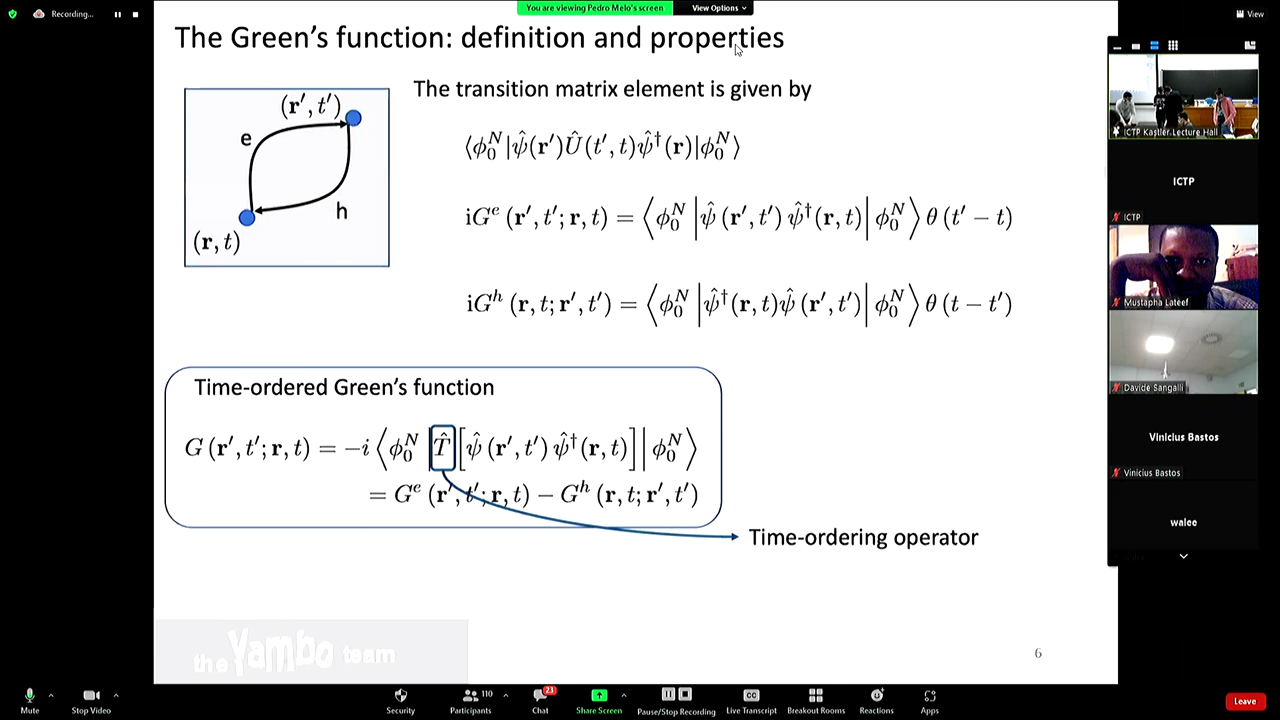 Recording...
You are viewing Pedro Melo's screen
View Options
View
The Green's function: definition and properties
(r′, t′)
e
h
(r, t)
The transition matrix element is given by
⟨ϕ₀ᴺ|ψ̂(r′)Û(t′, t)ψ̂†(r)|ϕ₀ᴺ⟩
iGᵉ (r′, t′; r, t) = ⟨ϕ₀ᴺ |ψ̂ (r′, t′) ψ̂†(r, t)| ϕ₀ᴺ⟩ θ (t′ − t)
iGʰ (r, t; r′, t′) = ⟨ϕ₀ᴺ |ψ̂†(r, t)ψ̂ (r′, t′)| ϕ₀ᴺ⟩ θ (t − t′)
Time-ordered Green's function
G (r′, t′; r, t) = −i ⟨ϕ₀ᴺ |T̂ [ψ̂ (r′, t′) ψ̂†(r, t)]| ϕ₀ᴺ⟩
= Gᵉ (r′, t′; r, t) − Gʰ (r, t; r′, t′)
Time-ordering operator
the Yambo team
6
ICTP Kastler Lecture Hall
ICTP
ICTP
Mustapha Lateef
Davide Sangalli
Vinicius Bastos
Vinicius Bastos
walee
Mute
Stop Video
Security
110
Participants
23
Chat
Share Screen
Pause/Stop Recording
CC
Live Transcript
Breakout Rooms
Reactions
Apps
Leave